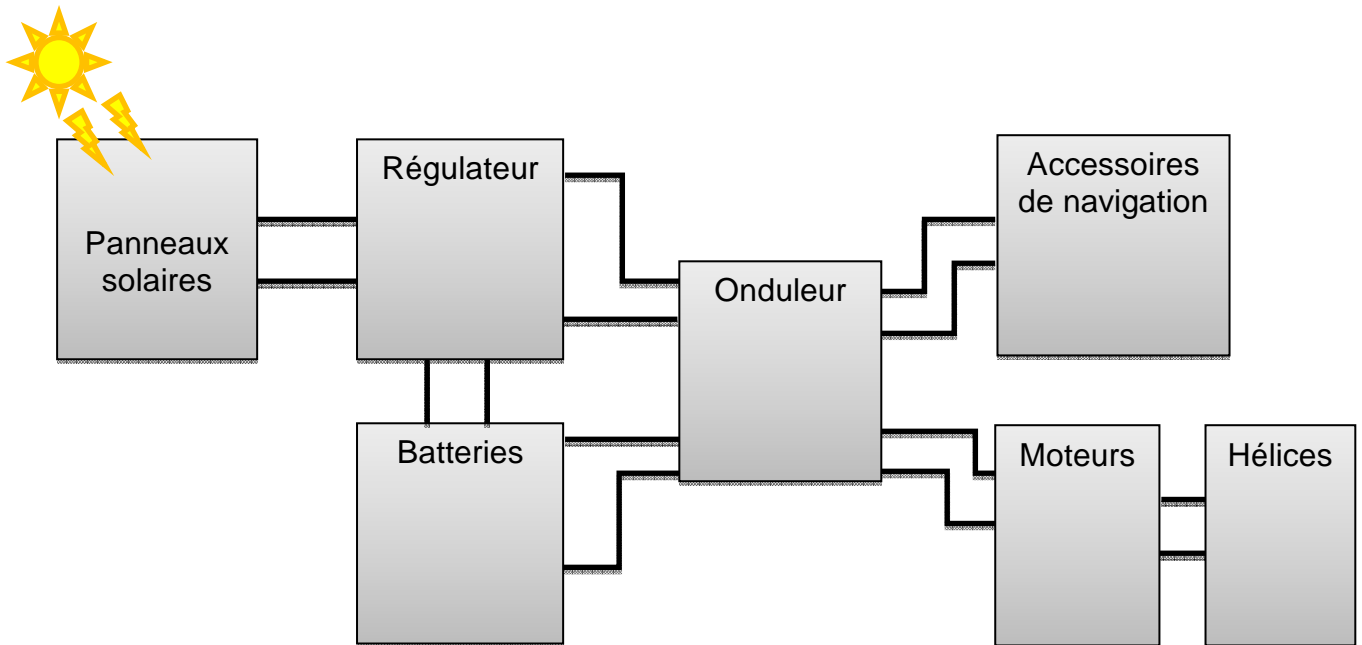 Panneaux
solaires
Régulateur
Batteries
Onduleur
Accessoires
de navigation
Moteurs
Hélices